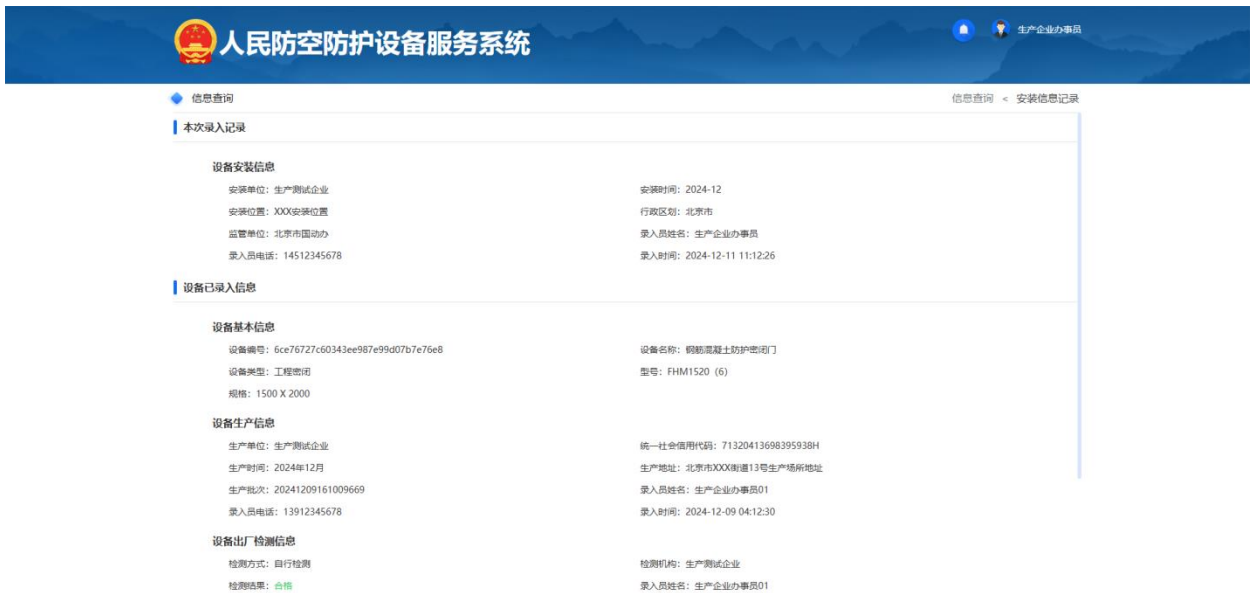 人民防空防护设备服务系统
生产企业办事员
信息查询
信息查询 < 安装信息记录
本次录入记录
设备安装信息
安装单位：生产测试企业 安装时间：2024-12
安装位置：XXX安装位置 行政区划：北京市
监管单位：北京市国动办 录入员姓名：生产企业办事员
录入员电话：14512345678 录入时间：2024-12-11 11:12:26
设备已录入信息
设备基本信息
设备编号：6ce76727c60343ee987e99d07b7e76e8 设备名称：钢筋混凝土防护密闭门
设备类型：工程密闭 型号：FHM1520（6）
规格：1500 X 2000
设备生产信息
生产单位：生产测试企业 统一社会信用代码：71320413698395938H
生产时间：2024年12月 生产地址：北京市XXX街道13号生产场所地址
生产批次：20241209161009669 录入员姓名：生产企业办事员01
录入员电话：13912345678 录入时间：2024-12-09 04:12:30
设备出厂检测信息
检测方式：自行检测 检测机构：生产测试企业
检测结果：合格 录入员姓名：生产企业办事员01